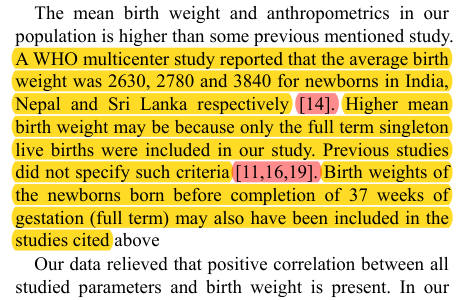 The mean birth weight and anthropometrics in our
population is higher than some previous mentioned study.
A WHO multicenter study reported that the average birth
weight was 2630, 2780 and 3840 for newborns in India,
Nepal and Sri Lanka respectively [14]. Higher mean
birth weight may be because only the full term singleton
live births were included in our study. Previous studies
did not specify such criteria [11,16,19]. Birth weights of
the newborns born before completion of 37 weeks of
gestation (full term) may also have been included in the
studies cited above
Our data relieved that positive correlation between all
studied parameters and birth weight is present. In our